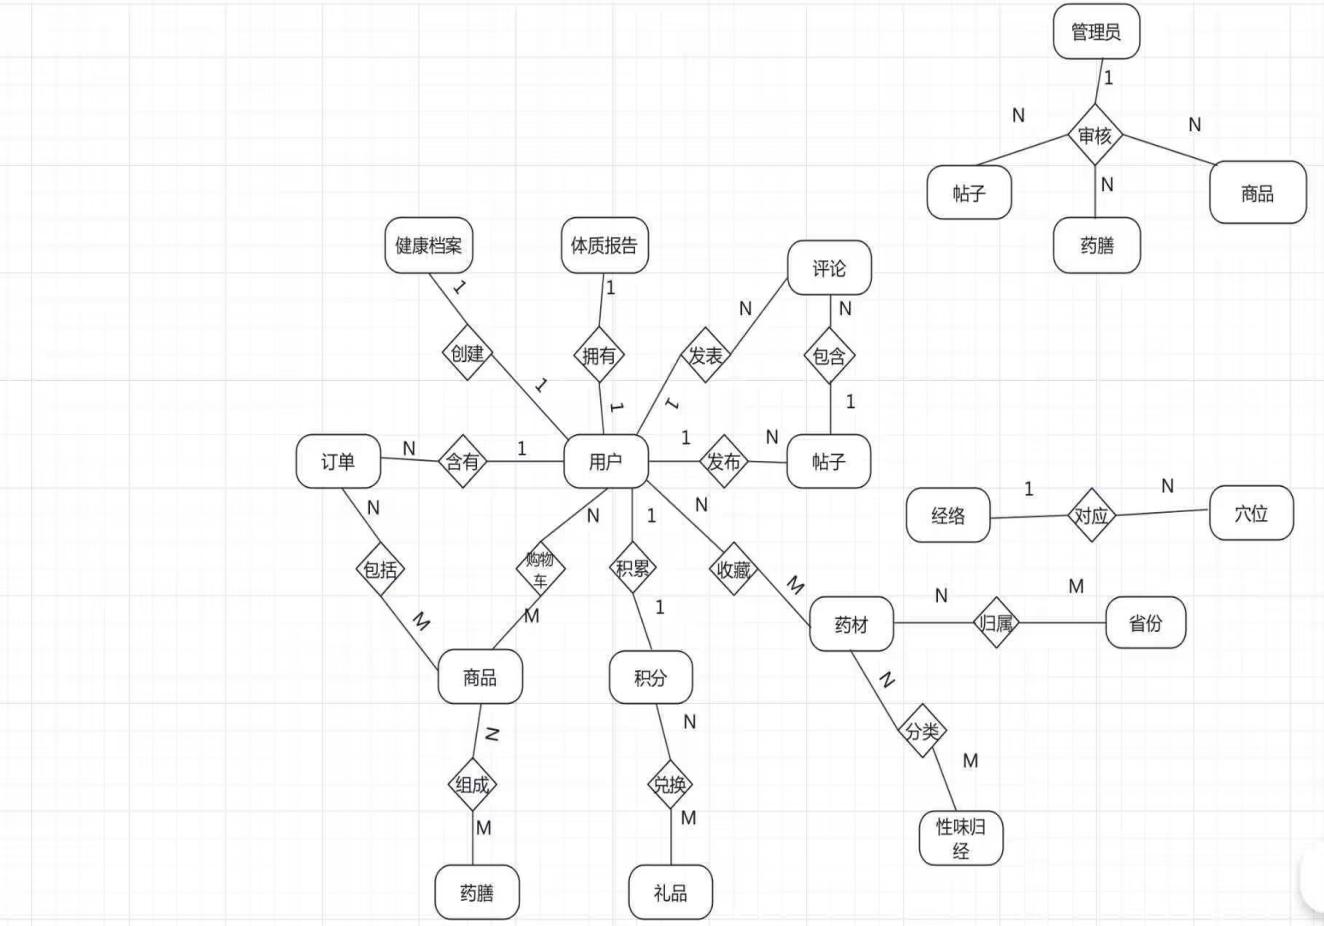 管理员
1
N
N
审核
N
帖子
商品
药膳
健康档案
体质报告
评论
1
1
N
N
创建
拥有
发表
包含
1
1
1
1
订单
N
含有
1
用户
1
发布
N
帖子
N
N
1
N
经络
1
对应
N
穴位
包括
购物
车
积累
收藏
M
M
M
1
药材
N
归属
M
省份
商品
积分
N
N
N
分类
M
组成
兑换
M
M
性味归
经
药膳
礼品